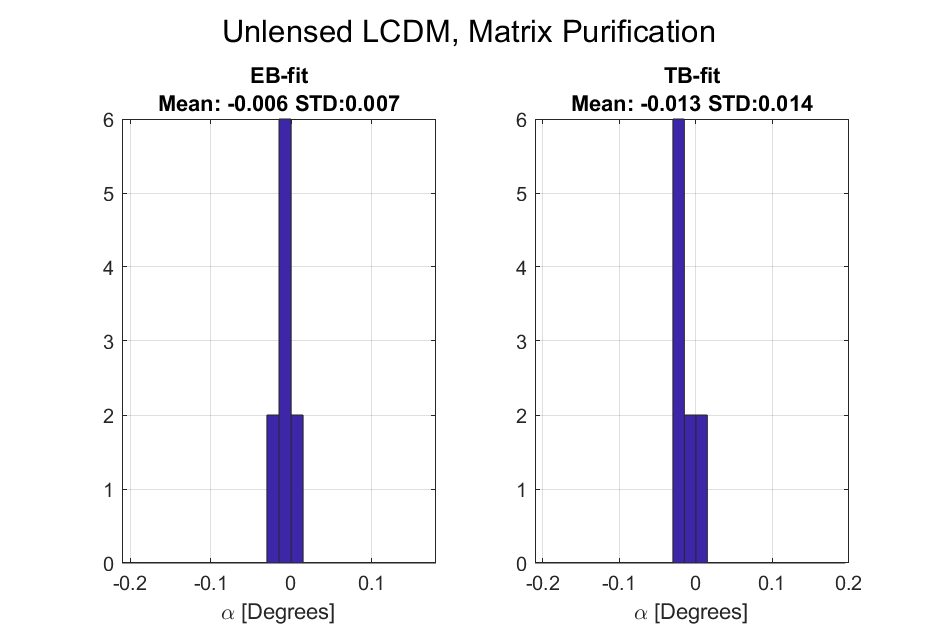 Unlensed LCDM, Matrix Purification
EB-fit
Mean: -0.006 STD:0.007
6
5
4
3
2
1
0
-0.2 -0.1 0 0.1
α [Degrees]
TB-fit
Mean: -0.013 STD:0.014
6
5
4
3
2
1
0
-0.2 -0.1 0 0.1 0.2
α [Degrees]